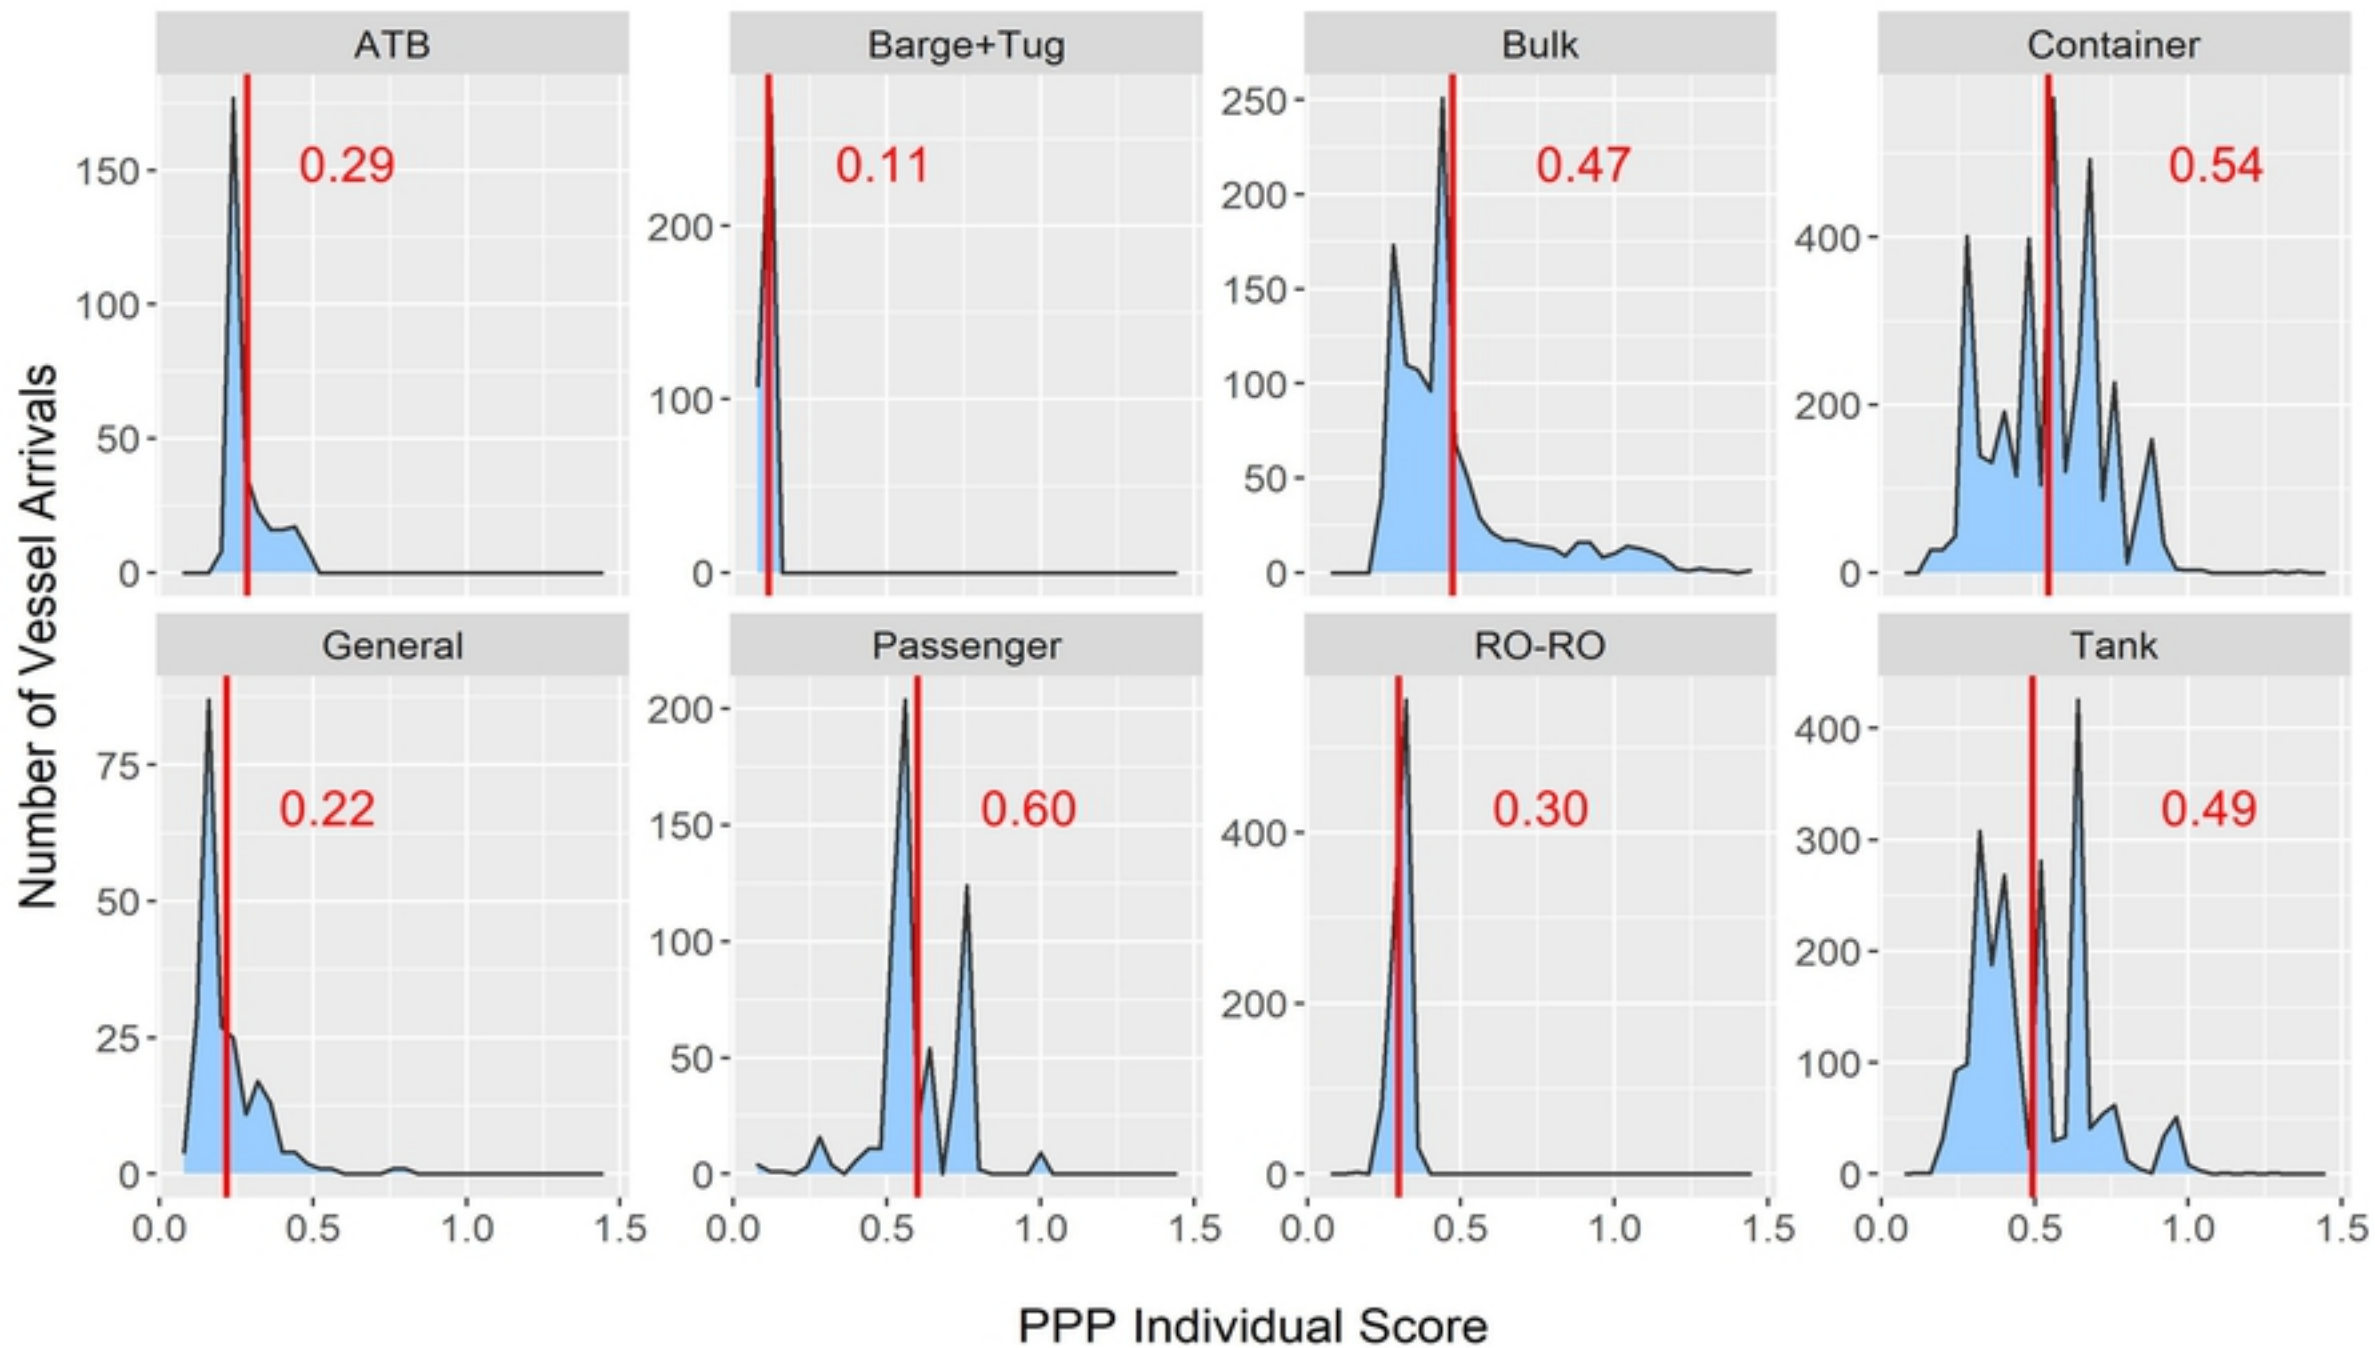 ATB
Barge+Tug
Bulk
Container
150
100
50
0
0.29
200
100
0
0.11
250
200
150
100
50
0
0.47
400
200
0
0.54
Number of Vessel Arrivals
General
Passenger
RO-RO
Tank
75
50
25
0
0.22
200
150
100
50
0
0.60
400
200
0
0.30
400
300
200
100
0
0.49
0.0 0.5 1.0 1.5
0.0 0.5 1.0 1.5
0.0 0.5 1.0 1.5
0.0 0.5 1.0 1.5
PPP Individual Score